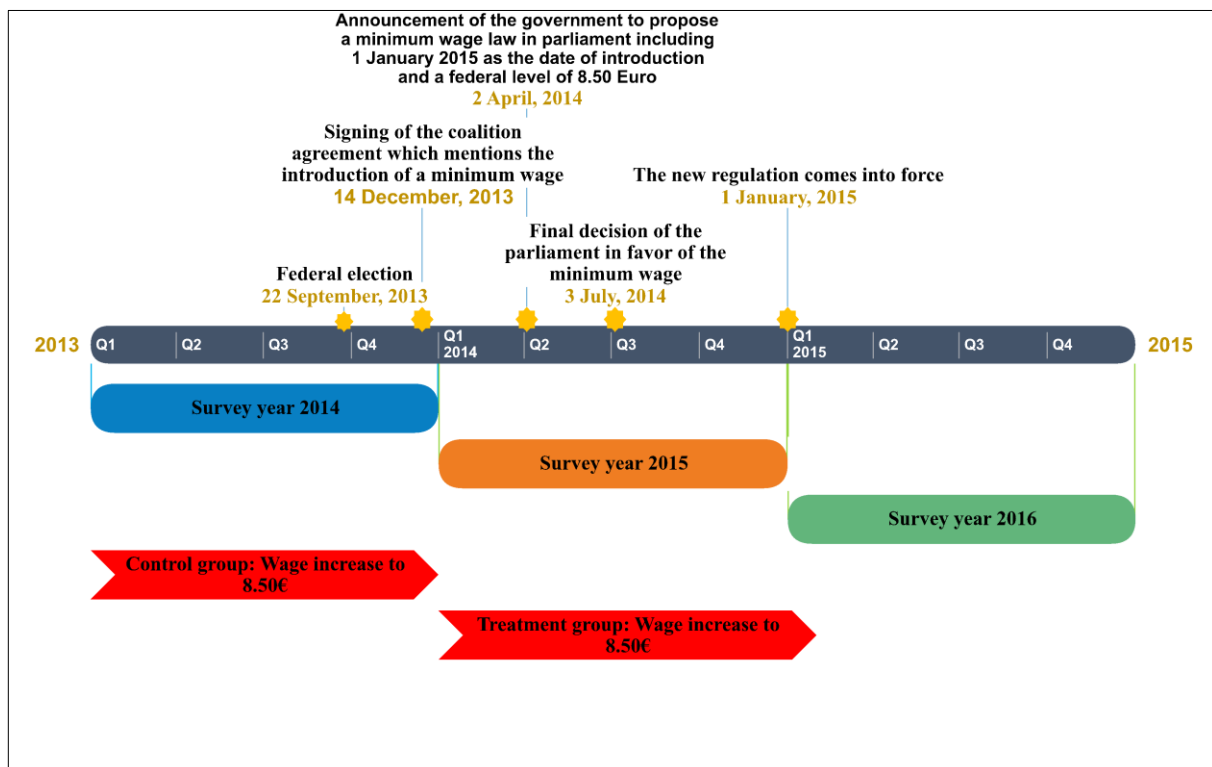 Announcement of the government to propose
a minimum wage law in parliament including
1 January 2015 as the date of introduction
and a federal level of 8.50 Euro
2 April, 2014
Signing of the coalition
agreement which mentions the
introduction of a minimum wage
14 December, 2013
The new regulation comes into force
1 January, 2015
Final decision of the
parliament in favor of the
minimum wage
3 July, 2014
Federal election
22 September, 2013
2013
Q1
Q2
Q3
Q4
Q1
2014
Q2
Q3
Q4
Q1
2015
Q2
Q3
Q4
2015
Survey year 2014
Survey year 2015
Survey year 2016
Control group: Wage increase to
8.50€
Treatment group: Wage increase to
8.50€